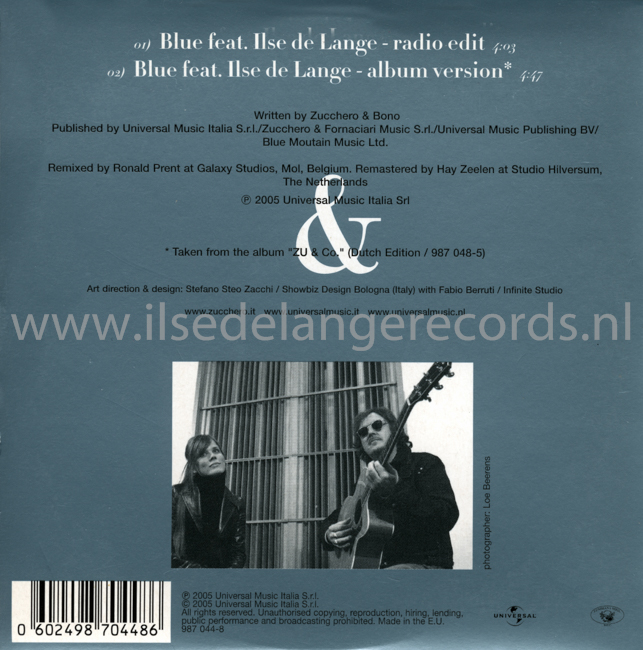 01) Blue feat. Ilse de Lange - radio edit 4:03
02) Blue feat. Ilse de Lange - album version* 4:47
Written by Zucchero & Bono
Published by Universal Music Italia S.r.l./Zucchero & Fornaciari Music S.rl./Universal Music Publishing BV/
Blue Moutain Music Ltd.
Remixed by Ronald Prent at Galaxy Studios, Mol, Belgium. Remastered by Hay Zeelen at Studio Hilversum,
The Netherlands
℗ 2005 Universal Music Italia Srl
&
* Taken from the album "ZU & Co." (Dutch Edition / 987 048-5)
Art direction & design: Stefano Steo Zacchi / Showbiz Design Bologna (Italy) with Fabio Berruti / Infinite Studio
www.zucchero.it www.universalmusic.it www.universalmusic.nl
www.ilsedelangerecords.nl
photographer: Loe Beerens
0 602498 704486
℗ 2005 Universal Music Italia S.r.l.
© 2005 Universal Music Italia S.r.l.
All rights reserved. Unauthorised copying, reproduction, hiring, lending,
public performance and broadcasting prohibited. Made in the E.U.
987 044-8
UNIVERSAL